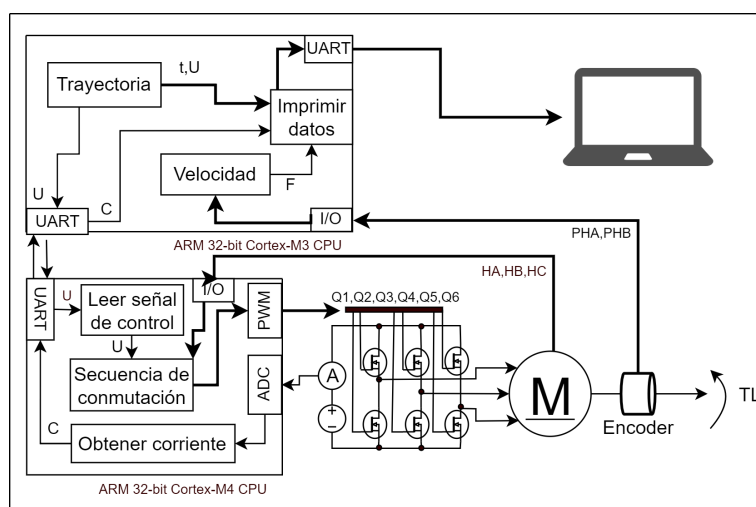 UART
t,U
Trayectoria
Imprimir
datos
Velocidad
F
U
C
UART
I/O
ARM 32-bit Cortex-M3 CPU
PHA,PHB
HA,HB,HC
UART
U
Leer señal
de control
I/O
PWM
Q1,Q2,Q3,Q4,Q5,Q6
U
Secuencia de
conmutación
ADC
A
M
TL
Encoder
C
Obtener corriente
ARM 32-bit Cortex-M4 CPU